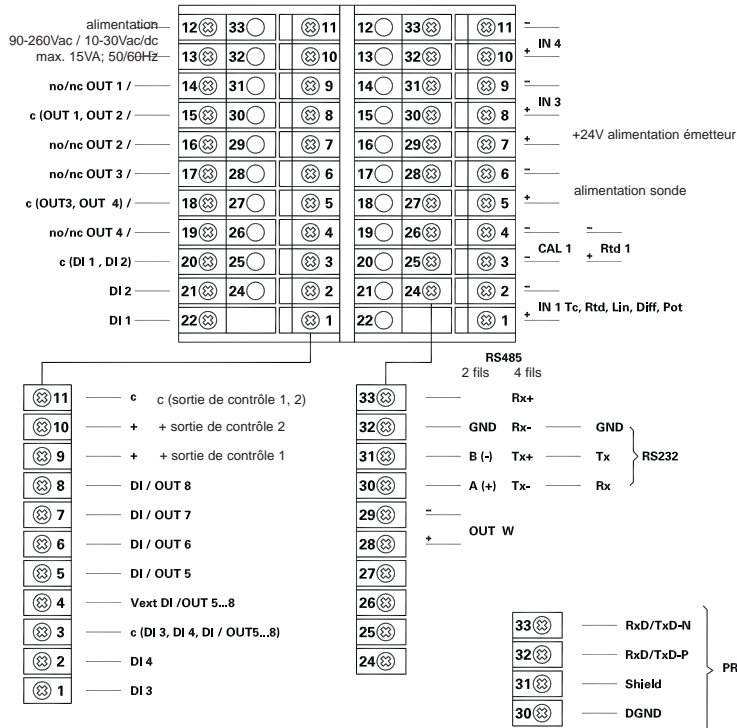 alimentation 12 33 11 12 33 11 -
90-260Vac / 10-30Vac/dc IN 4
max. 15VA; 50/60Hz 13 32 10 13 32 10 +
no/nc OUT 1 / 14 31 9 14 31 9 -
IN 3
c (OUT 1, OUT 2 / 15 30 8 15 30 8 +
no/nc OUT 2 / 16 29 7 16 29 7 + +24V alimentation émetteur
no/nc OUT 3 / 17 28 6 17 28 6 -
alimentation sonde
c (OUT3, OUT 4) / 18 27 5 18 27 5 +
no/nc OUT 4 / 19 26 4 19 26 4 - -
CAL 1 Rtd 1
c (DI 1 , DI 2) 20 25 3 20 25 3 - +
DI 2 21 24 2 21 24 2 -
IN 1 Tc, Rtd, Lin, Diff, Pot
DI 1 22 1 22 1 +
11 c c (sortie de contrôle 1, 2)
10 + + sortie de contrôle 2
9 + + sortie de contrôle 1
8 DI / OUT 8
7 DI / OUT 7
6 DI / OUT 6
5 DI / OUT 5
4 Vext DI /OUT 5...8
3 c (DI 3, DI 4, DI / OUT5...8)
2 DI 4
1 DI 3
RS485
2 fils 4 fils
33 Rx+
32 GND Rx- GND
31 B (-) Tx+ Tx RS232
30 A (+) Tx- Rx
29 -
OUT W
28 +
27
26
25
24
33 RxD/TxD-N
32 RxD/TxD-P
PR
31 Shield
30 DGND